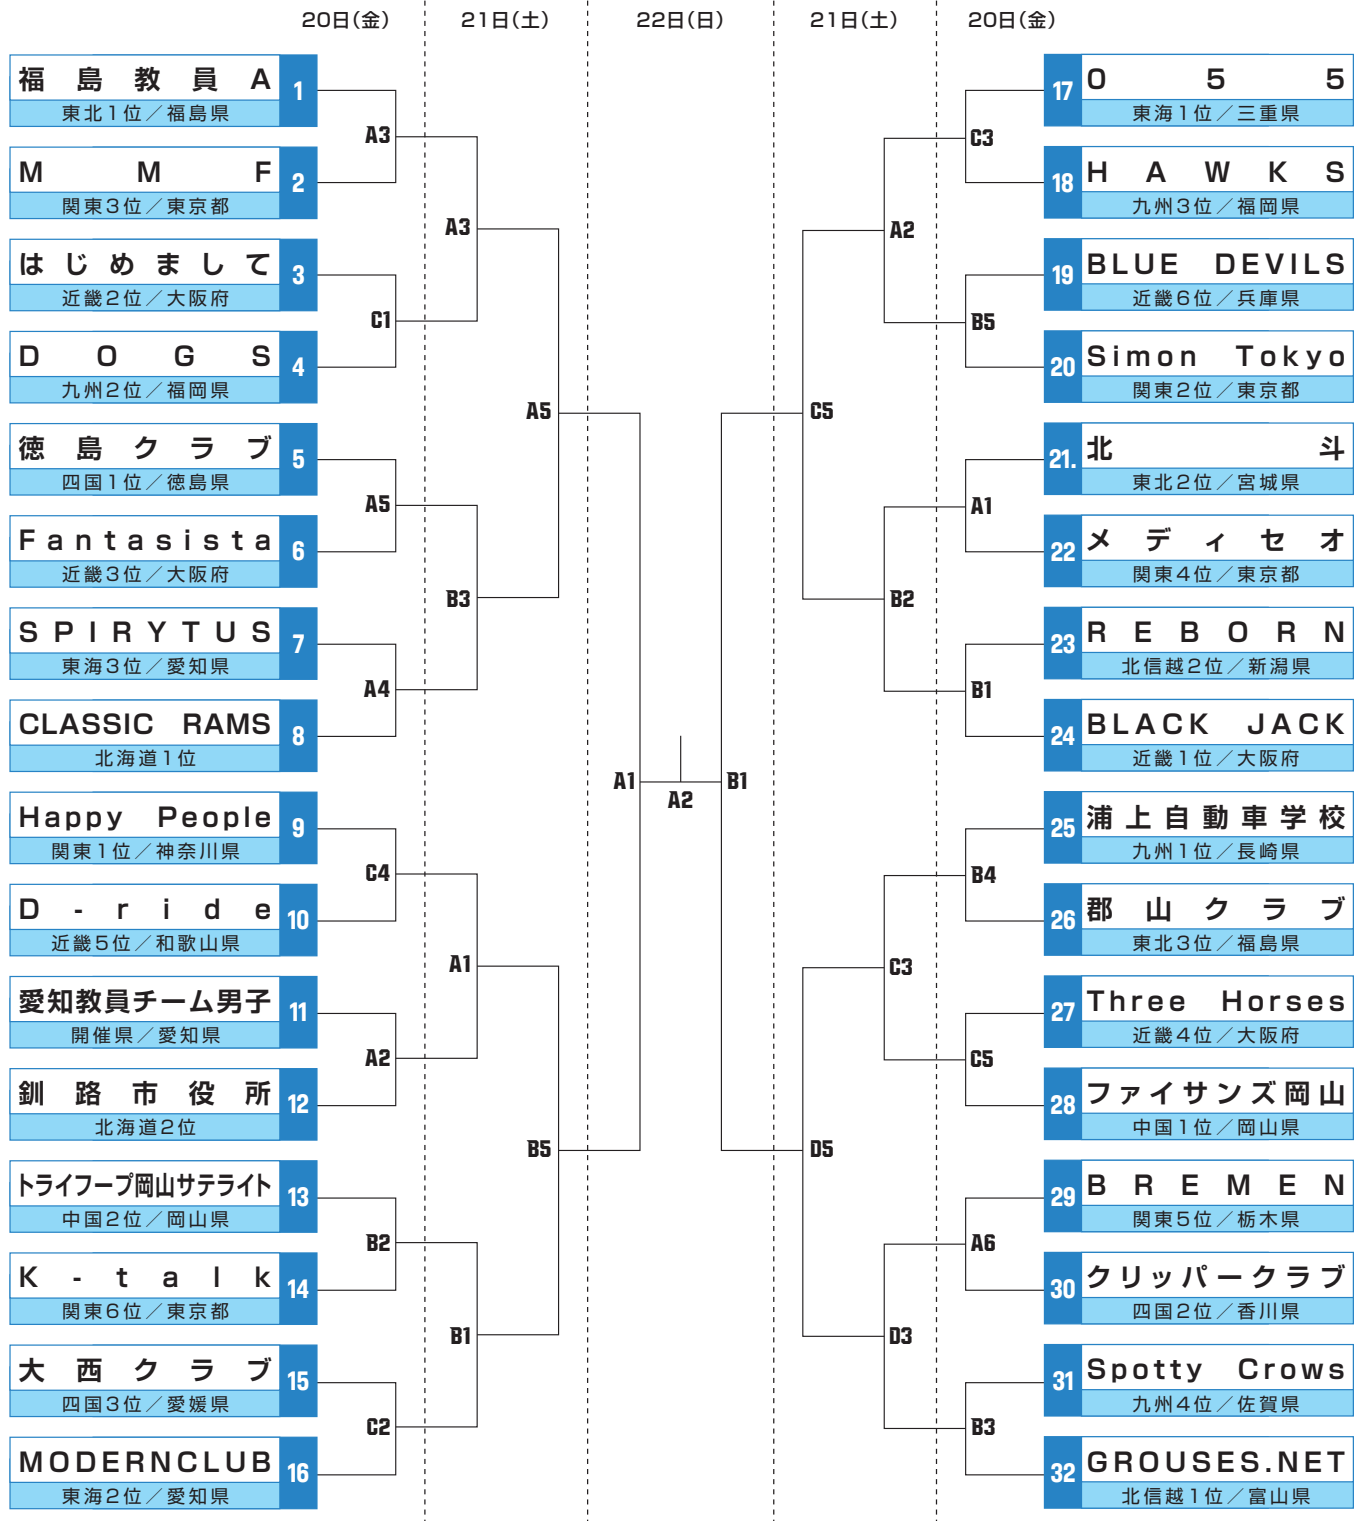 20日(金) 21日(土) 22日(日) 21日(土) 20日(金)
福島教員A 1
東北1位／福島県
A3
MMF 2
関東3位／東京都
A3
はじめまして 3
近畿2位／大阪府
C1
DOGS 4
九州2位／福岡県
A5
徳島クラブ 5
四国1位／徳島県
A5
Fantasista 6
近畿3位／大阪府
B3
SPIRYTUS 7
東海3位／愛知県
A4
CLASSIC RAMS 8
北海道1位
A1
Happy People 9
関東1位／神奈川県
C4
D-ride 10
近畿5位／和歌山県
A1
愛知教員チーム男子 11
開催県／愛知県
A2
釧路市役所 12
北海道2位
B5
トライフープ岡山サテライト 13
中国2位／岡山県
B2
K-talk 14
関東6位／東京都
B1
大西クラブ 15
四国3位／愛媛県
C2
MODERNCLUB 16
東海2位／愛知県
A2
17 055
東海1位／三重県
C3
18 HAWKS
九州3位／福岡県
A2
19 BLUE DEVILS
近畿6位／兵庫県
B5
20 Simon Tokyo
関東2位／東京都
C5
21. 北斗
東北2位／宮城県
A1
22 メディセオ
関東4位／東京都
B2
23 REBORN
北信越2位／新潟県
B1
24 BLACK JACK
近畿1位／大阪府
B1
25 浦上自動車学校
九州1位／長崎県
B4
26 郡山クラブ
東北3位／福島県
C3
27 Three Horses
近畿4位／大阪府
C5
28 ファイサンズ岡山
中国1位／岡山県
D5
29 BREMEN
関東5位／栃木県
A6
30 クリッパークラブ
四国2位／香川県
D3
31 Spotty Crows
九州4位／佐賀県
B3
32 GROUSES.NET
北信越1位／富山県